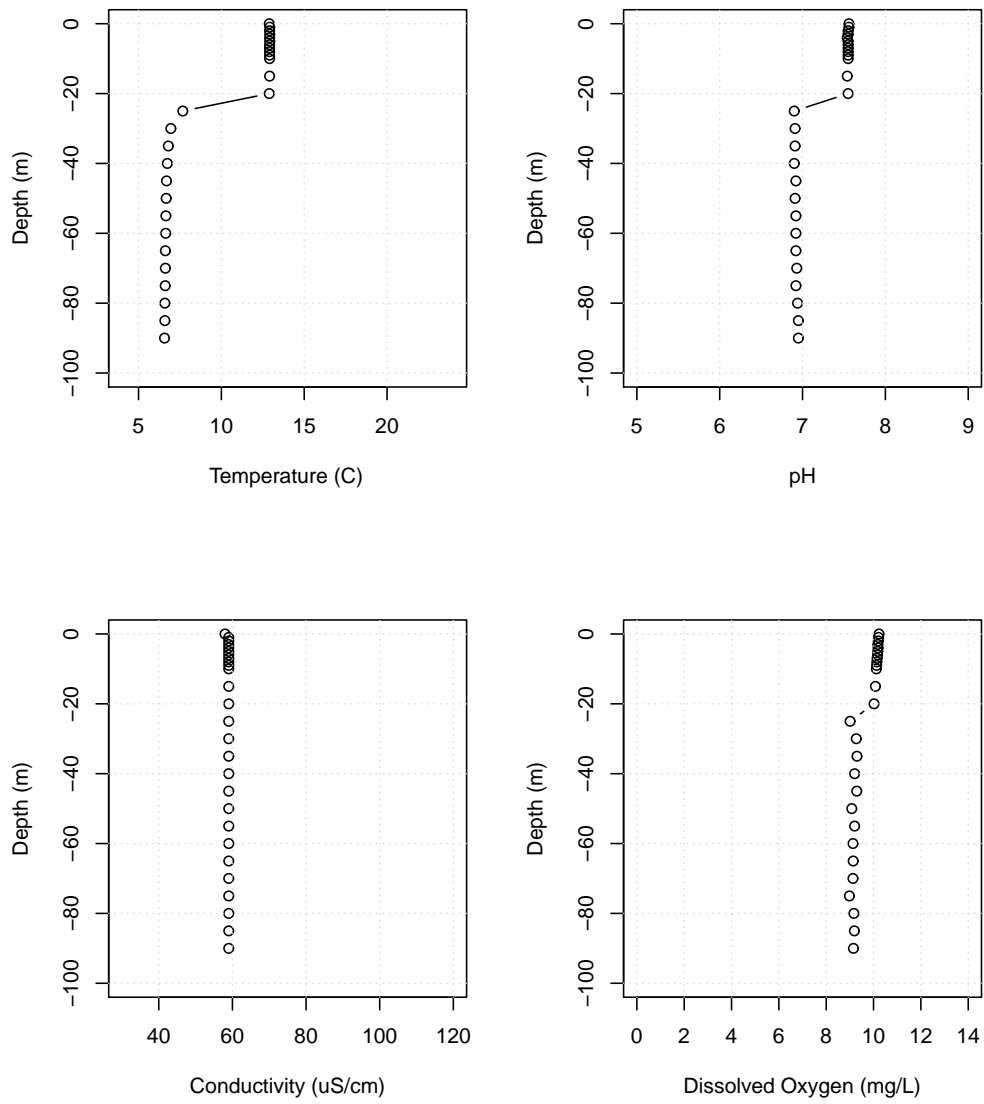 0
−20
−40
−60
−80
−100
Depth (m)
5 10 15 20
Temperature (C)
0
−20
−40
−60
−80
−100
Depth (m)
5 6 7 8 9
pH
0
−20
−40
−60
−80
−100
Depth (m)
40 60 80 100 120
Conductivity (uS/cm)
0
−20
−40
−60
−80
−100
Depth (m)
0 2 4 6 8 10 12 14
Dissolved Oxygen (mg/L)